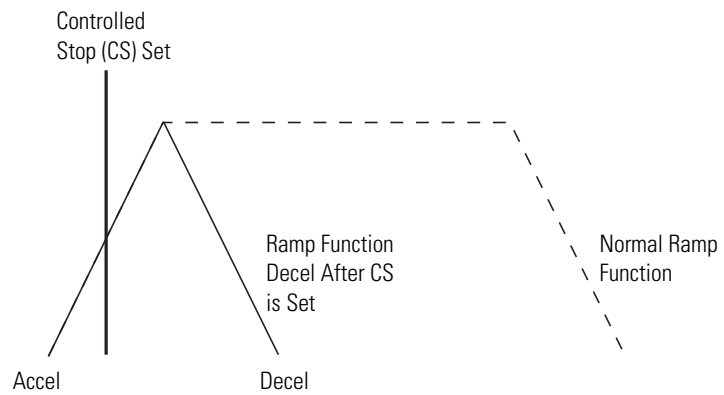 Controlled
Stop (CS) Set
Ramp Function
Decel After CS
is Set
Normal Ramp
Function
Accel
Decel